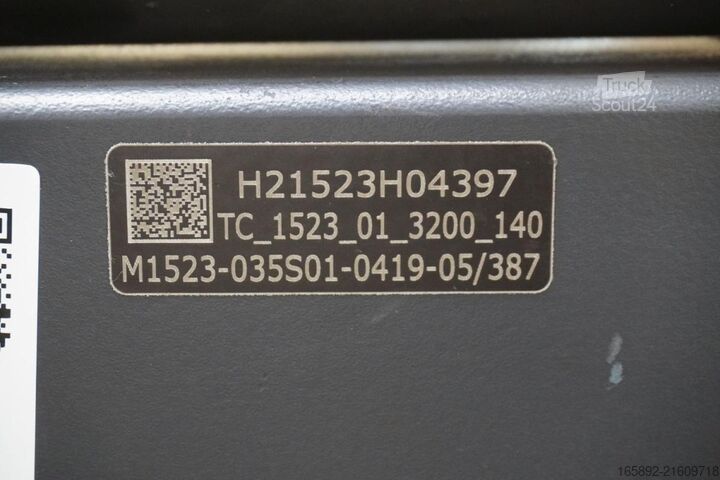 Truck
Scout24
H21523H04397
TC_1523_01_3200_140
M1523-035S01-0419-05/387
165892-21609718